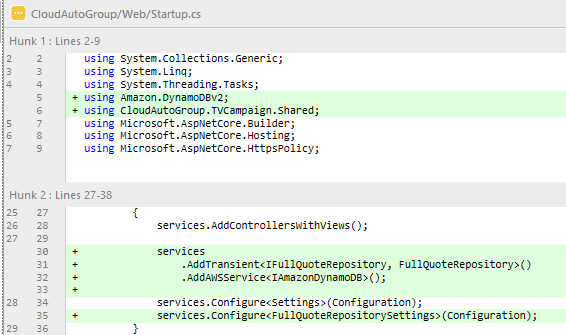 CloudAutoGroup/Web/Startup.cs
Hunk 1 : Lines 2-9
2 2 using System.Collections.Generic;
3 3 using System.Linq;
4 4 using System.Threading.Tasks;
5 + using Amazon.DynamoDBv2;
6 + using CloudAutoGroup.TVCampaign.Shared;
5 7 using Microsoft.AspNetCore.Builder;
6 8 using Microsoft.AspNetCore.Hosting;
7 9 using Microsoft.AspNetCore.HttpsPolicy;
Hunk 2 : Lines 27-38
25 27 {
26 28 services.AddControllersWithViews();
27 29
30 + services
31 + .AddTransient<IFullQuoteRepository, FullQuoteRepository>()
32 + .AddAWSService<IAmazonDynamoDB>();
33 +
28 34 services.Configure<Settings>(Configuration);
35 + services.Configure<FullQuoteRepositorySettings>(Configuration);
29 36 }